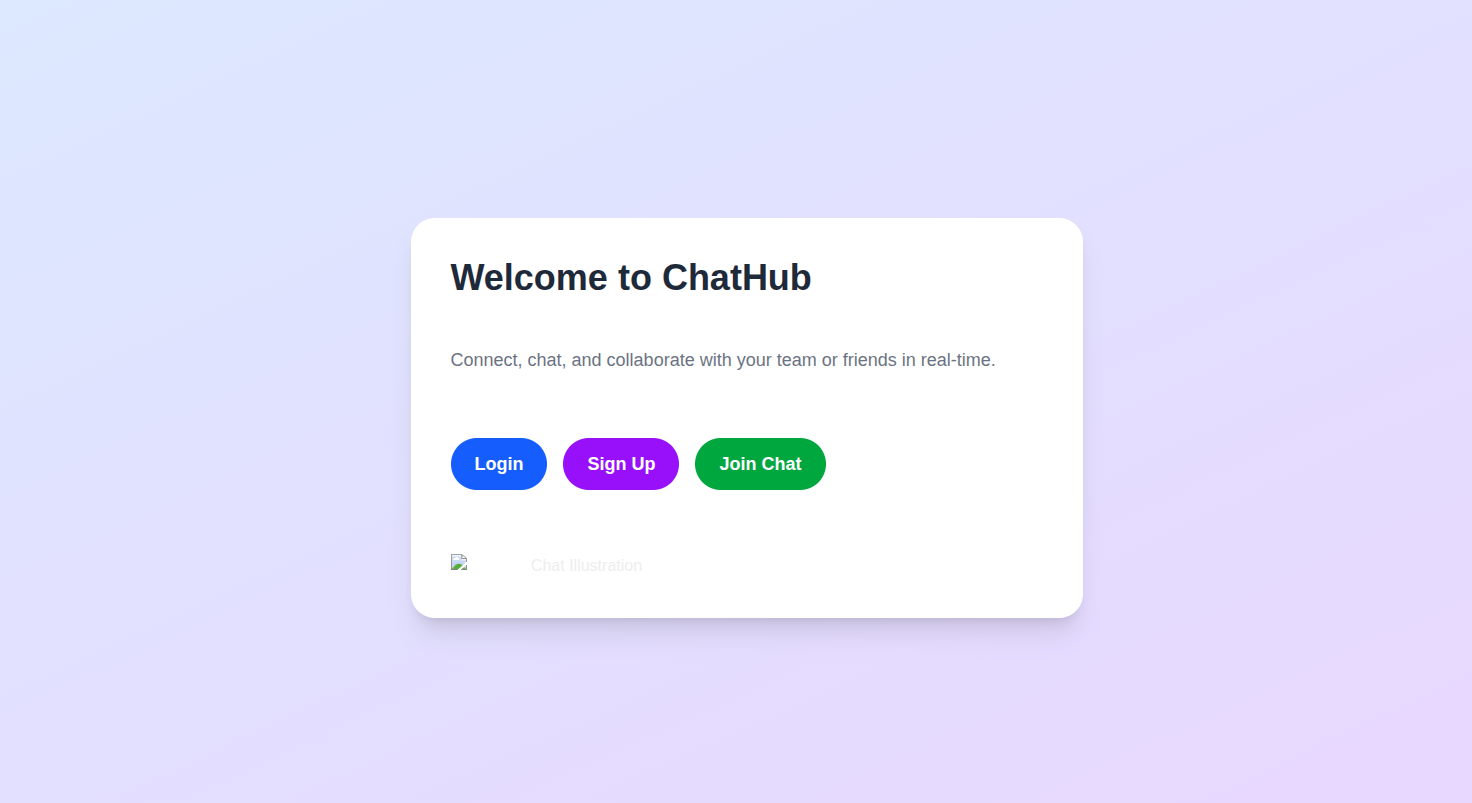 Welcome to ChatHub
Connect, chat, and collaborate with your team or friends in real-time.
Login Sign Up Join Chat
Chat Illustration